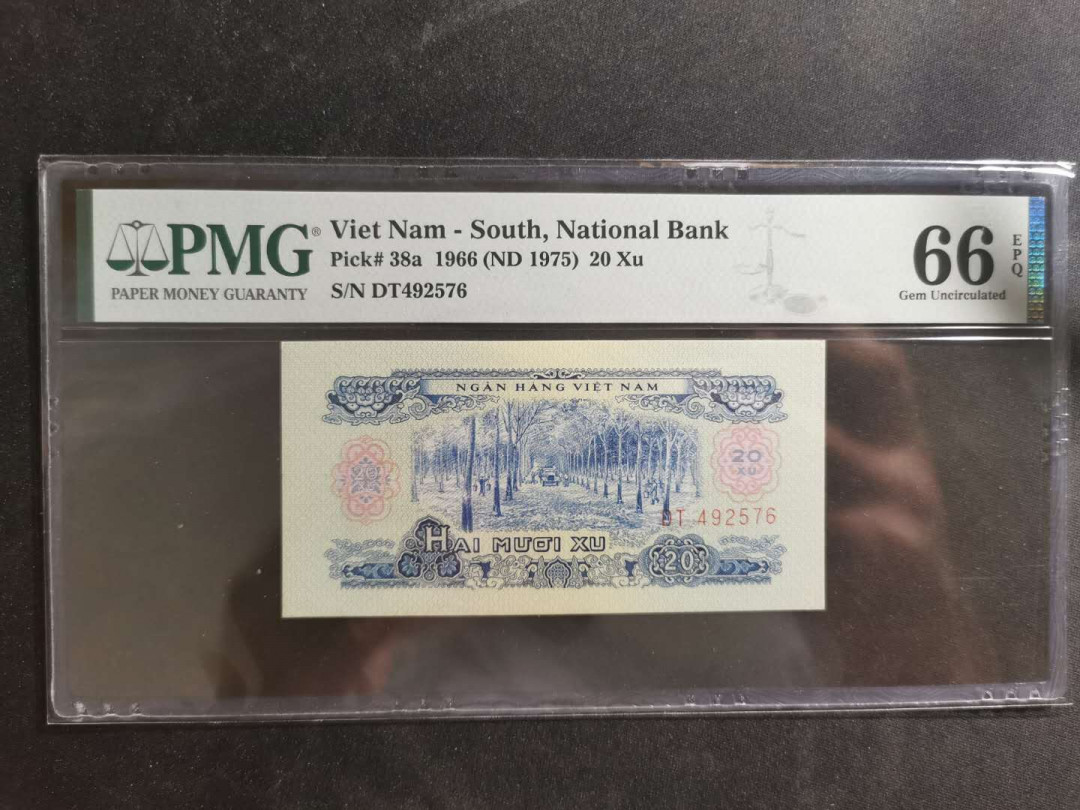 PMG®
PAPER MONEY GUARANTY
Viet Nam - South, National Bank
Pick# 38a 1966 (ND 1975) 20 Xu
S/N DT492576
66
EPQ
Gem Uncirculated
NGÂN HÀNG VIỆT NAM
20
XU
DT 492576
HAI MƯƠI XU
20